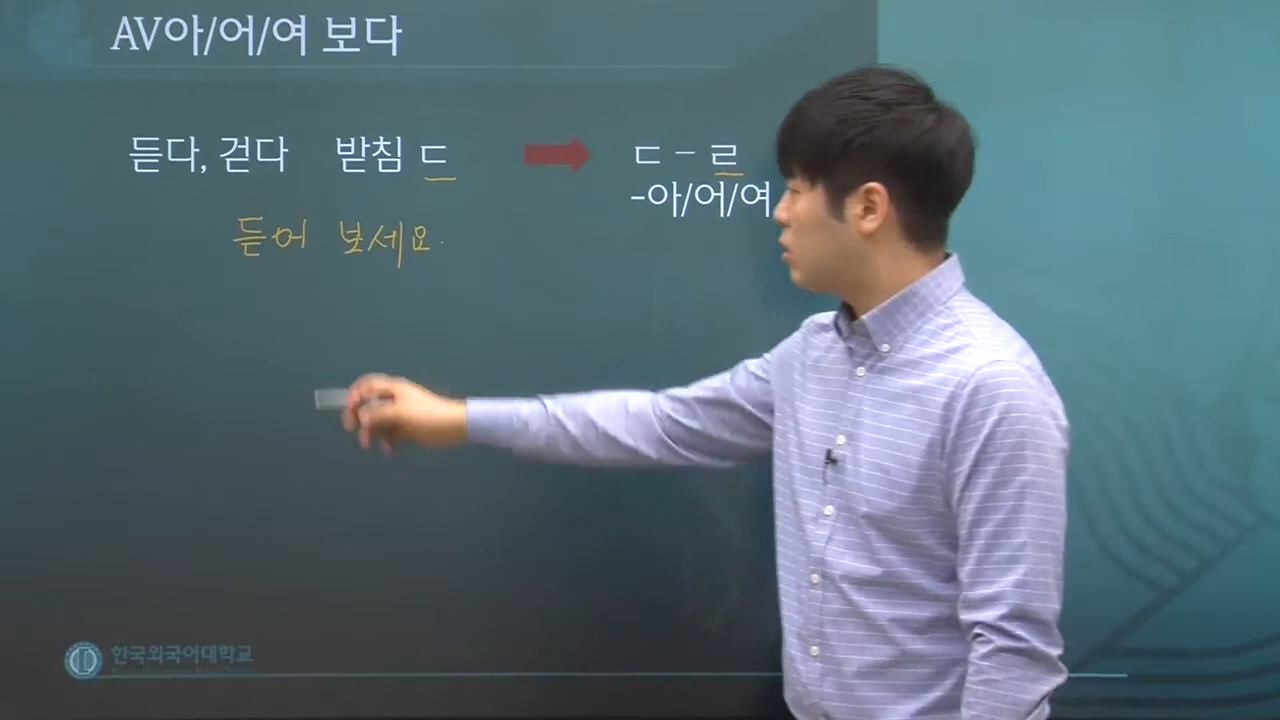 AV아/어/여 보다
듣다, 걷다 받침 ㄷ ㄷ - ㄹ
-아/어/여
듣어 보세요.
한국외국어대학교